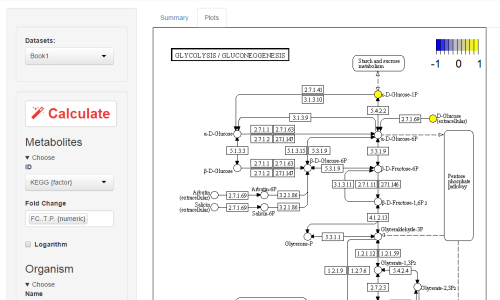 Summary
Plots
Datasets:
Book1
Calculate
Metabolites
▼ Choose
ID
KEGG {factor}
Fold Change
FC..T.P. {numeric}
Logarithm
Organism
▼ Choose
Name
GLYCOLYSIS / GLUCONEOGENESIS
-1 0 1
Starch and sucrose
metabolism
2.7.1.41
3.1.3.10
α-D-Glucose-1P
5.4.2.2
3.1.3.9
2.7.1.69
D-Glucose
(extracellular)
α-D-Glucose
2.7.1.1
2.7.1.63
2.7.1.2
2.7.1.147
α-D-Glucose-6P
5.1.3.3
5.1.3.15
5.3.1.9
5.3.1.9
β-D-Glucose-6P
β-D-Glucose
2.7.1.1
2.7.1.63
2.7.1.2
2.7.1.147
5.3.1.9
β-D-Fructose-6P
Pentose
phosphate
pathway
3.1.3.11
2.7.1.11
2.7.1.146
Arbutin
(extracellular)
2.7.1.69
Arbutin-6P
3.2.1.86
Salicin
(extracellular)
2.7.1.69
Salicin-6P
3.2.1.86
β-D-Fructose-1,6P2
4.1.2.13
Glyceraldehyde-3P
5.3.1.1
Glycerone-P
1.2.1.12
1.2.1.59
1.2.1.9
1.2.7.6
Glycerate-1,3P2
5.4.2.4
Glycerate-2,3P2
2.7.2.3